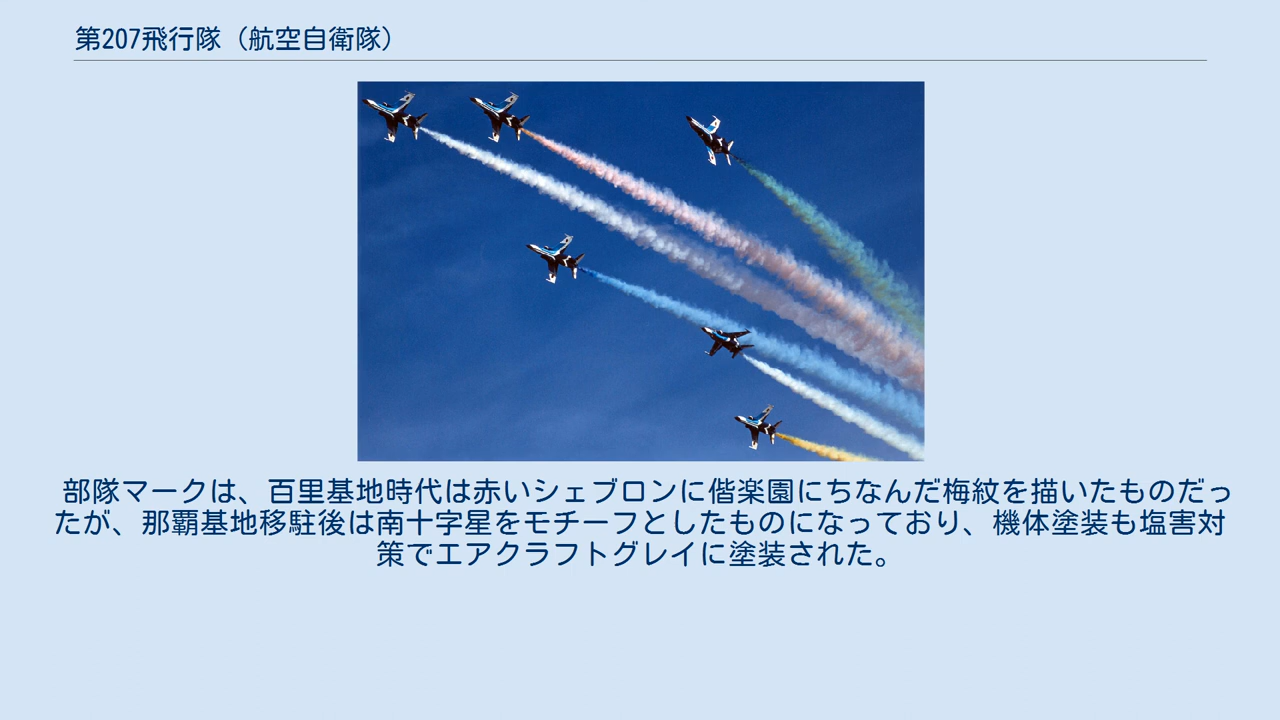 第207飛行隊（航空自衛隊）
部隊マークは、百里基地時代は赤いシェブロンに偕楽園にちなんだ梅紋を描いたものだっ
たが、那覇基地移駐後は南十字星をモチーフとしたものになっており、機体塗装も塩害対
策でエアクラフトグレイに塗装された。